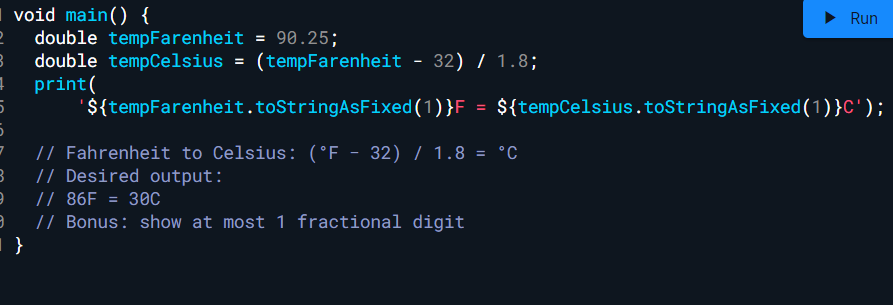 void main() {
Run
double tempFarenheit = 90.25;
double tempCelsius = (tempFarenheit - 32) / 1.8;
print(
'${tempFarenheit.toStringAsFixed(1)}F = ${tempCelsius.toStringAsFixed(1)}C');
// Fahrenheit to Celsius: (°F - 32) / 1.8 = °C
// Desired output:
// 86F = 30C
// Bonus: show at most 1 fractional digit
}